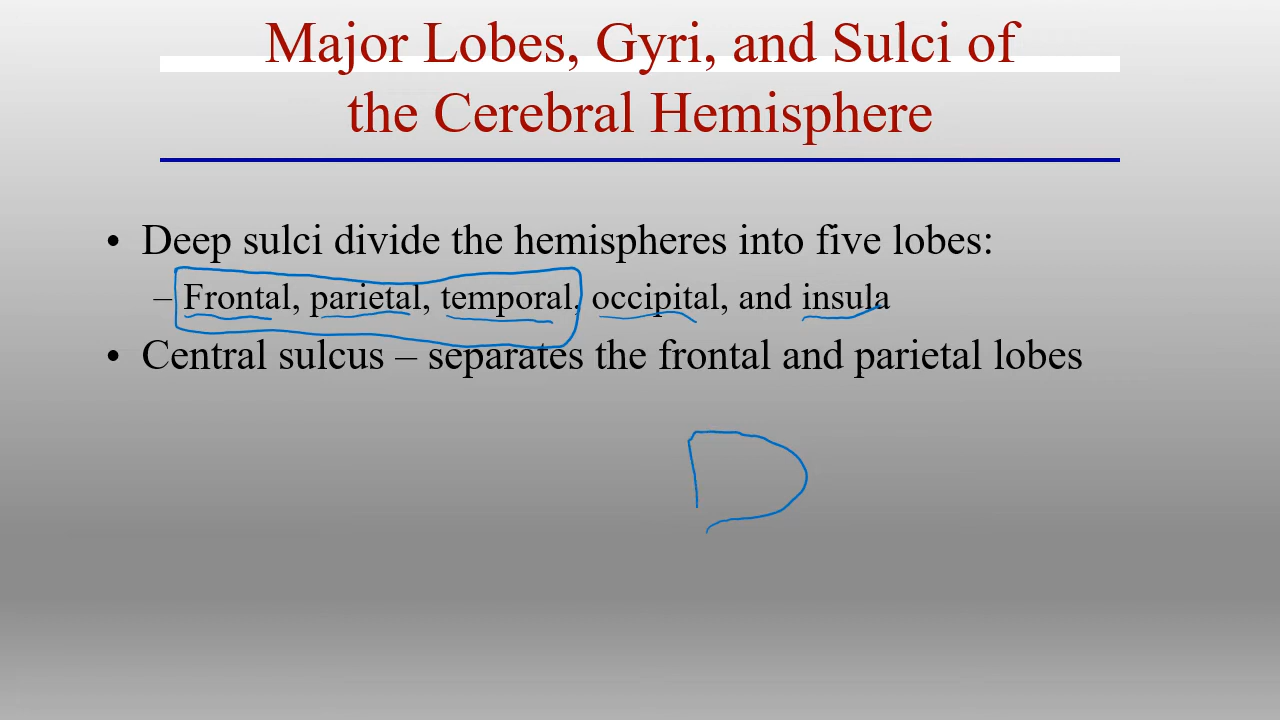 Major Lobes, Gyri, and Sulci of
the Cerebral Hemisphere
• Deep sulci divide the hemispheres into five lobes:
– Frontal, parietal, temporal, occipital, and insula
• Central sulcus – separates the frontal and parietal lobes